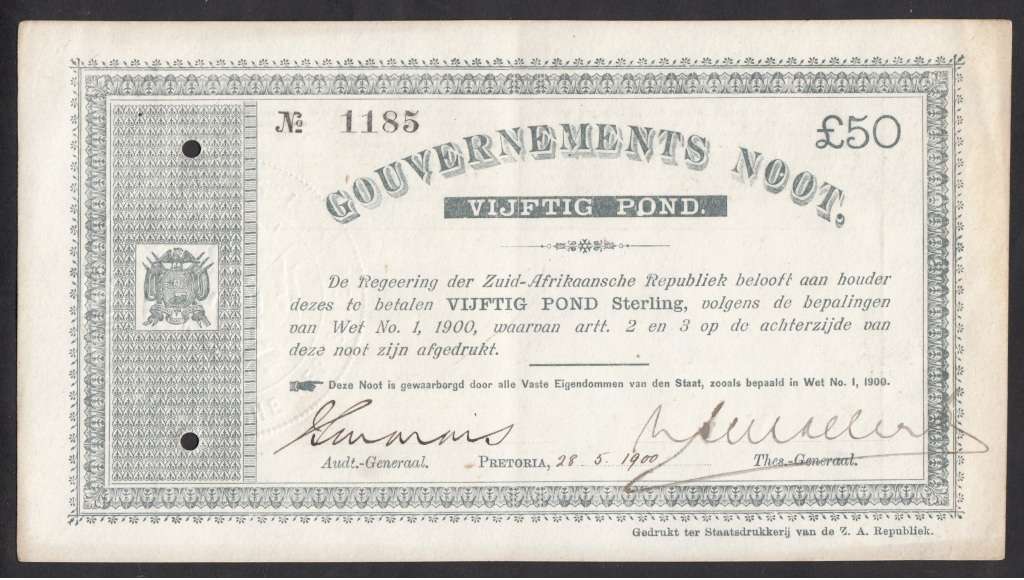 № 1185
£50
GOUVERNEMENTS NOOT,
VIJFTIG POND.
De Regeering der Zuid-Afrikaansche Republiek belooft aan houder
dezes te betalen VIJFTIG POND Sterling, volgens de bepalingen
van Wet No. 1, 1900, waarvan artt. 2 en 3 op de achterzijde van
deze noot zijn afgedrukt.
Deze Noot is gewaarborgd door alle Vaste Eigendommen van den Staat, zooals bepaald in Wet No. 1, 1900.
Audt.-Generaal. PRETORIA, 28 5 1900 Thes.-Generaal.
Gedrukt ter Staatsdrukkerij van de Z. A. Republiek.